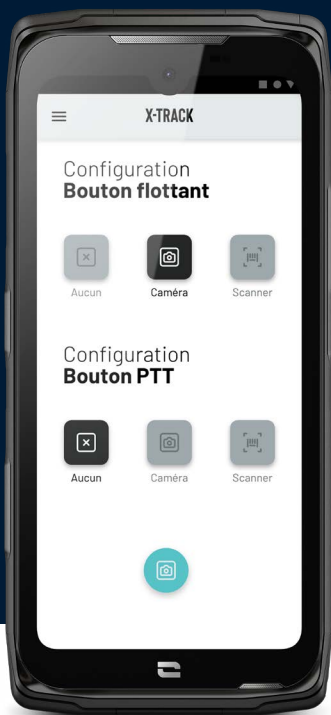 X-TRACK
Configuration
Bouton flottant
Aucun
Caméra
Scanner
Configuration
Bouton PTT
Aucun
Caméra
Scanner